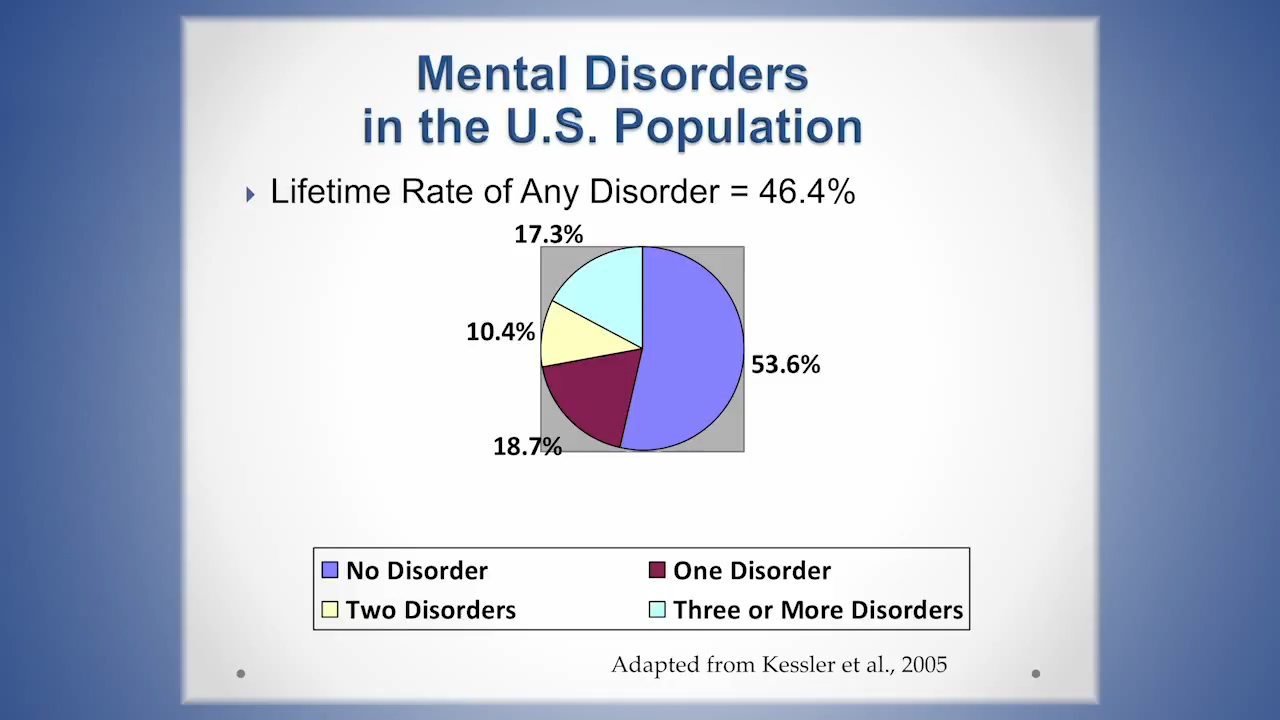 Mental Disorders
in the U.S. Population
Lifetime Rate of Any Disorder = 46.4%
17.3%
10.4%
53.6%
18.7%
No Disorder
One Disorder
Two Disorders
Three or More Disorders
Adapted from Kessler et al., 2005